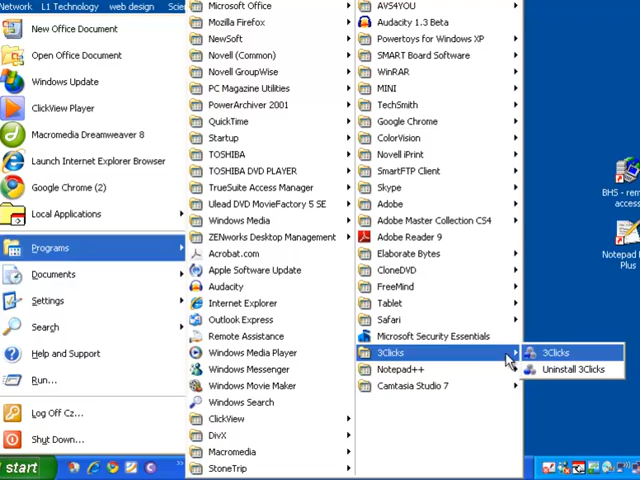 Network L1 Technology web design Scie
New Office Document
Open Office Document
Windows Update
ClickView Player
Macromedia Dreamweaver 8
Launch Internet Explorer Browser
Google Chrome (2)
Local Applications
Programs
Documents
Settings
Search
Help and Support
Run...
Log Off Cz...
Shut Down...
start
Microsoft Office
Mozilla Firefox
NewSoft
Novell (Common)
Novell GroupWise
PC Magazine Utilities
PowerArchiver 2001
QuickTime
Startup
TOSHIBA
TOSHIBA DVD PLAYER
TrueSuite Access Manager
Ulead DVD MovieFactory 5 SE
Windows Media
ZENworks Desktop Management
Acrobat.com
Apple Software Update
Audacity
Internet Explorer
Outlook Express
Remote Assistance
Windows Media Player
Windows Messenger
Windows Movie Maker
Windows Search
ClickView
DivX
Macromedia
StoneTrip
AVS4YOU
Audacity 1.3 Beta
Powertoys for Windows XP
SMART Board Software
WinRAR
MINI
TechSmith
Google Chrome
ColorVision
Novell iPrint
SmartFTP Client
Skype
Adobe
Adobe Master Collection CS4
Adobe Reader 9
Elaborate Bytes
CloneDVD
FreeMind
Tablet
Safari
Microsoft Security Essentials
3Clicks
Notepad++
Camtasia Studio 7
3Clicks
Uninstall 3Clicks
BHS - rem
access
Notepad
Plus